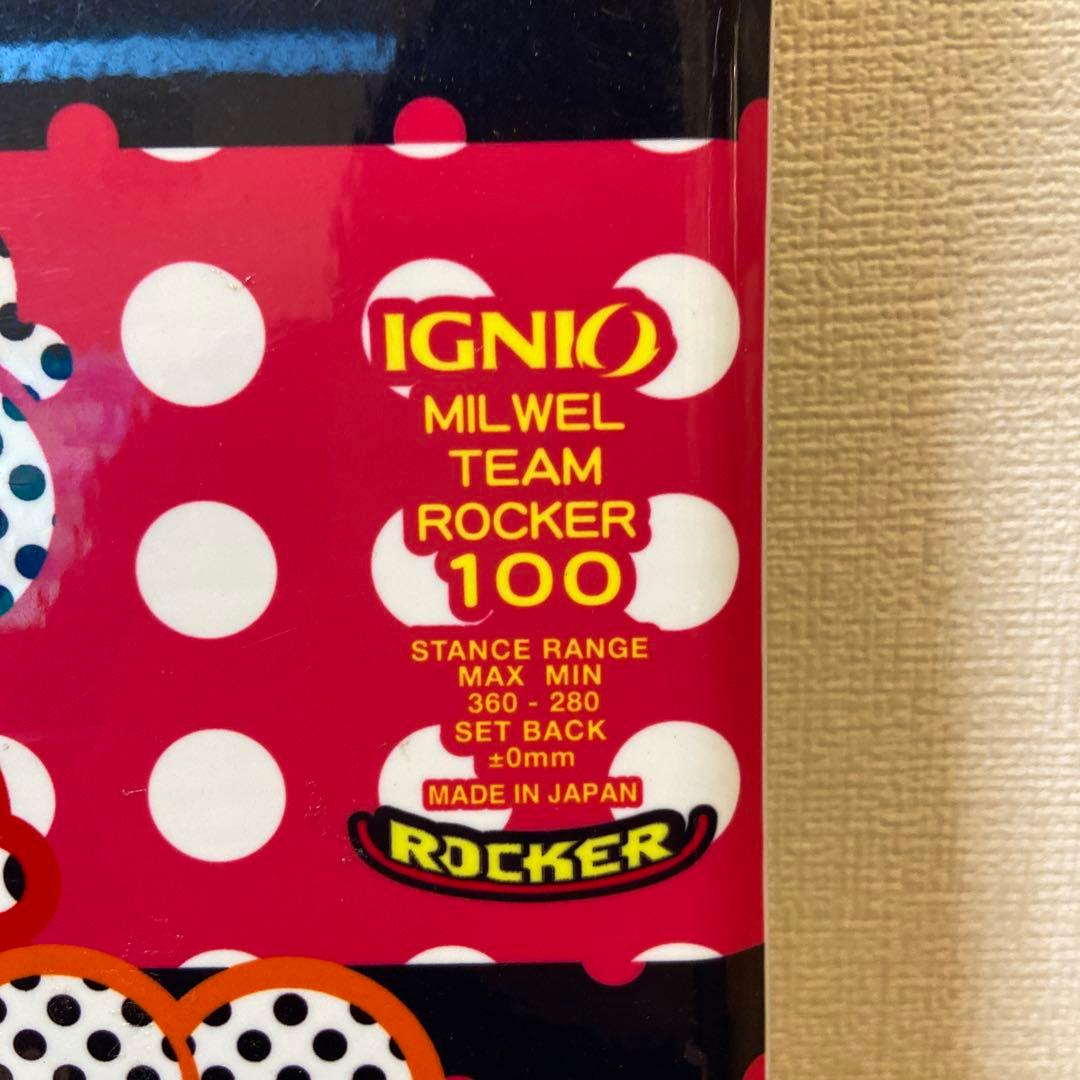 IGNIO
MILWEL
TEAM
ROCKER
100
STANCE RANGE
MAX MIN
360 - 280
SET BACK
±0mm
MADE IN JAPAN
ROCKER